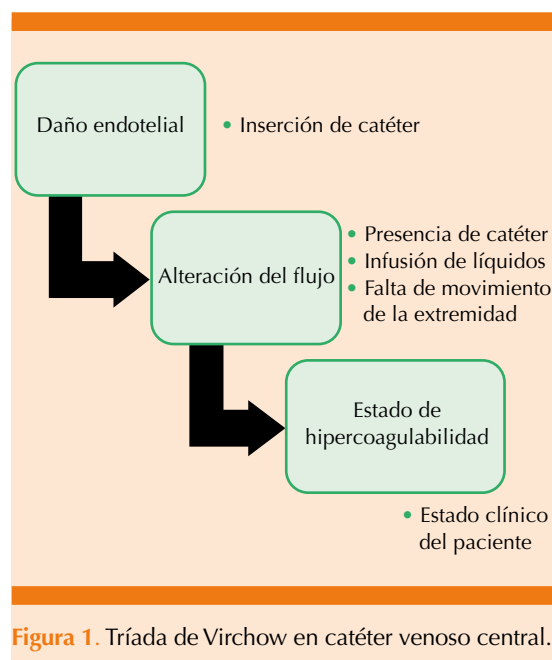 Daño endotelial
• Inserción de catéter
Alteración del flujo
• Presencia de catéter
• Infusión de líquidos
• Falta de movimiento
de la extremidad
Estado de
hipercoagulabilidad
• Estado clínico
del paciente
Figura 1. Tríada de Virchow en catéter venoso central.